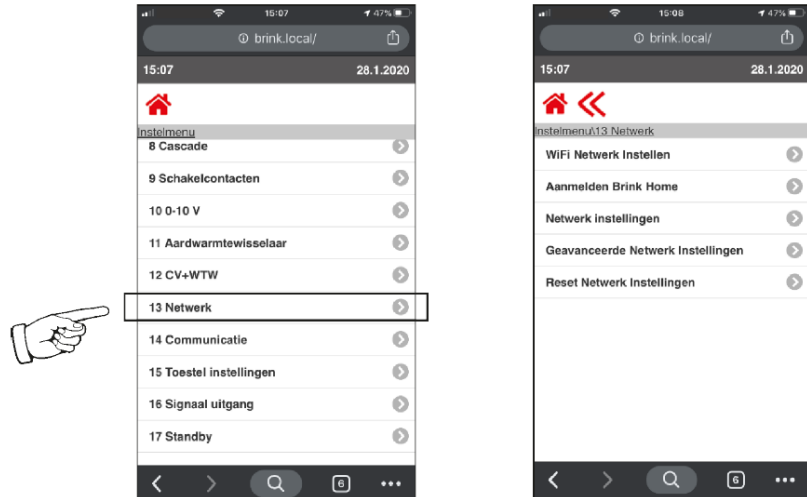 15:07
47%
brink.local/
15:07 28.1.2020
Instelmenu
8 Cascade
9 Schakelcontacten
10 0-10 V
11 Aardwarmtewisselaar
12 CV+WTW
13 Netwerk
14 Communicatie
15 Toestel instellingen
16 Signaal uitgang
17 Standby
6
15:08
47%
brink.local/
15:07 28.1.2020
Instelmenu\13 Netwerk
WiFi Netwerk Instellen
Aanmelden Brink Home
Netwerk instellingen
Geavanceerde Netwerk Instellingen
Reset Netwerk Instellingen
6